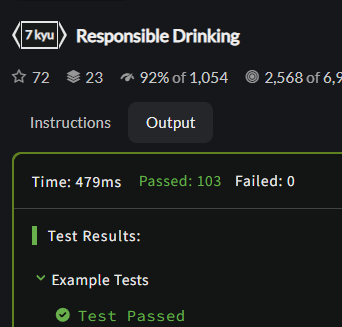 7 kyu Responsible Drinking
72 23 92% of 1,054 2,568 of 6,9
Instructions Output
Time: 479ms Passed: 103 Failed: 0
Test Results:
Example Tests
Test Passed